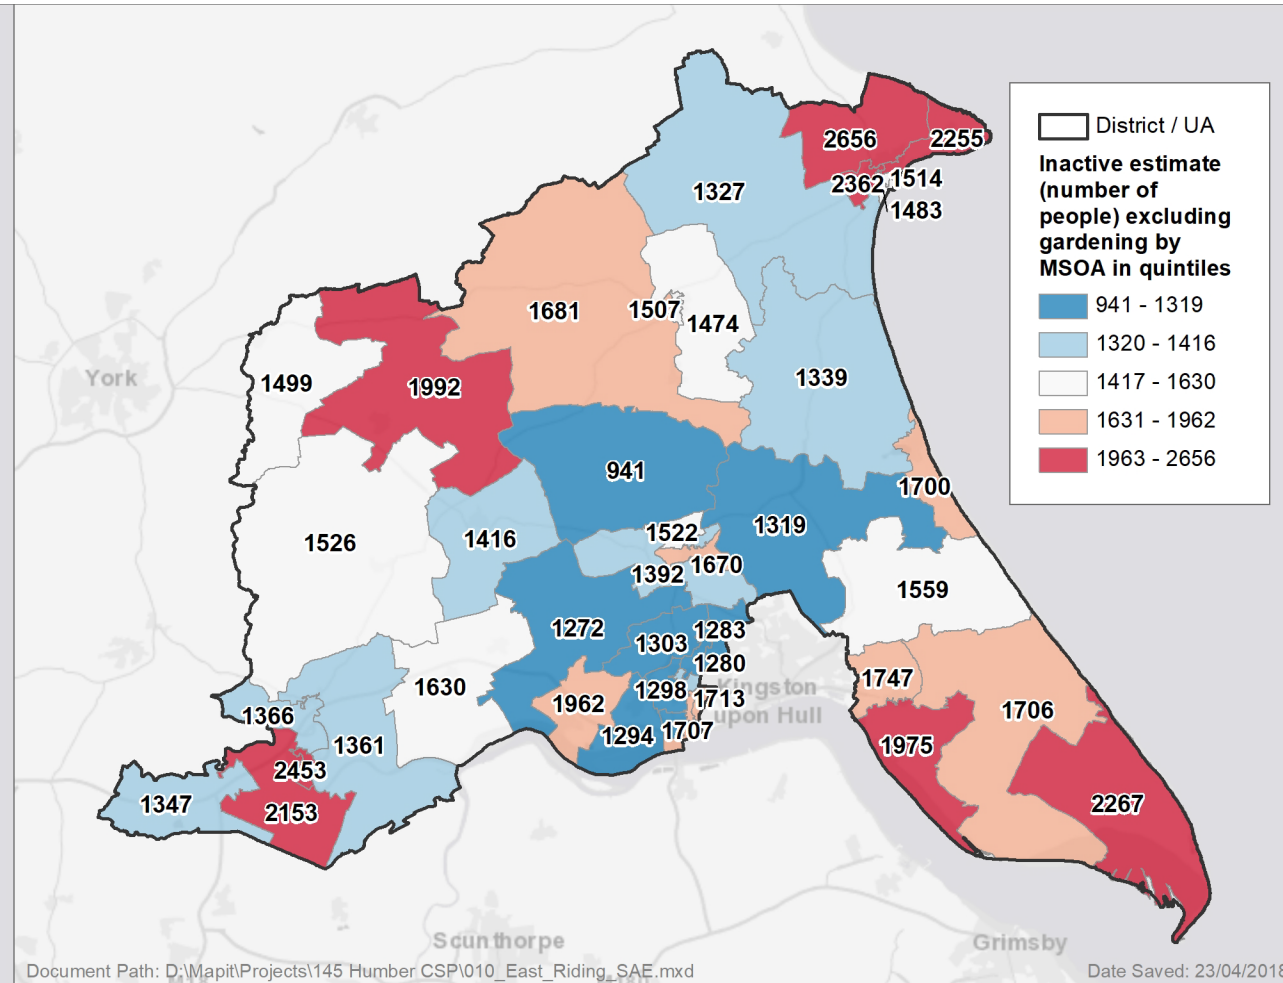 District / UA
Inactive estimate
(number of
people) excluding
gardening by
MSOA in quintiles
941 - 1319
1320 - 1416
1417 - 1630
1631 - 1962
1963 - 2656
2656
2255
2362
1514
1483
1327
1681
1507
1474
1499
1992
1339
York
941
1700
1526
1416
1522
1319
1392
1670
1559
1272
1303
1283
1280
1747
1630
1962
1298
1713
Kingston
upon Hull
1366
1361
1294
1707
1706
1975
2453
1347
2153
2267
Scunthorpe
Grimsby
Document Path: D:\Mapit\Projects\145 Humber CSP\010_East_Riding_SAE.mxd
Date Saved: 23/04/2018